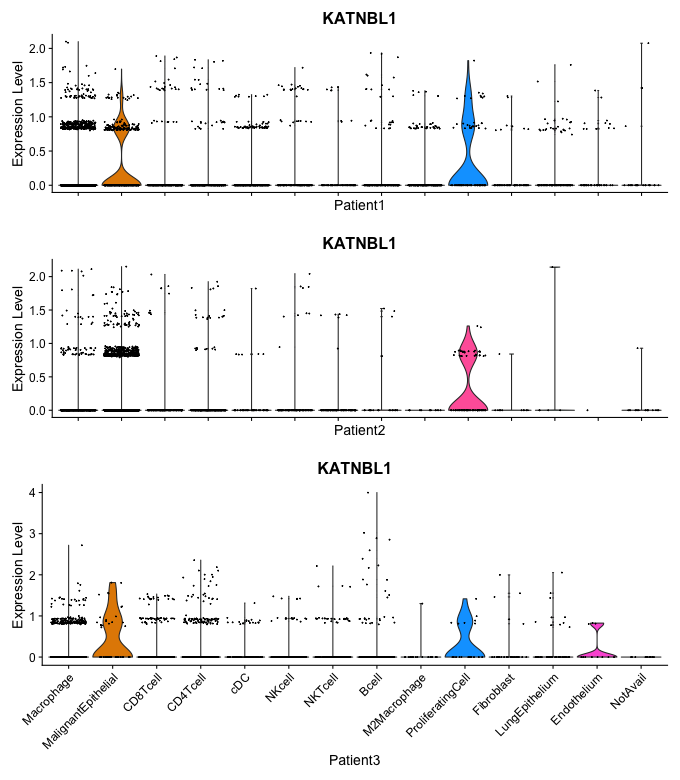 KATNBL1
Expression Level
2.0
1.5
1.0
0.5
0.0
Patient1
KATNBL1
Expression Level
2.0
1.5
1.0
0.5
0.0
Patient2
KATNBL1
Expression Level
4
3
2
1
0
Macrophage
MalignantEpithelial
CD8Tcell
CD4Tcell
cDC
NKcell
NKTcell
Bcell
M2Macrophage
ProliferatingCell
Fibroblast
LungEpithelium
Endothelium
NotAvail
Patient3